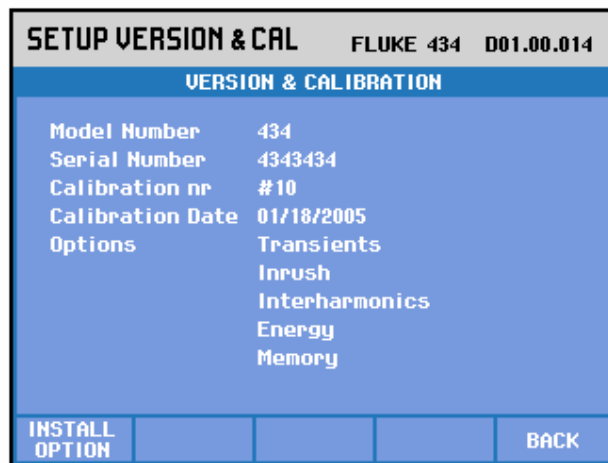 SETUP VERSION & CAL FLUKE 434 D01.00.014
VERSION & CALIBRATION
Model Number 434
Serial Number 4343434
Calibration nr #10
Calibration Date 01/18/2005
Options Transients
Inrush
Interharmonics
Energy
Memory
INSTALL OPTION BACK